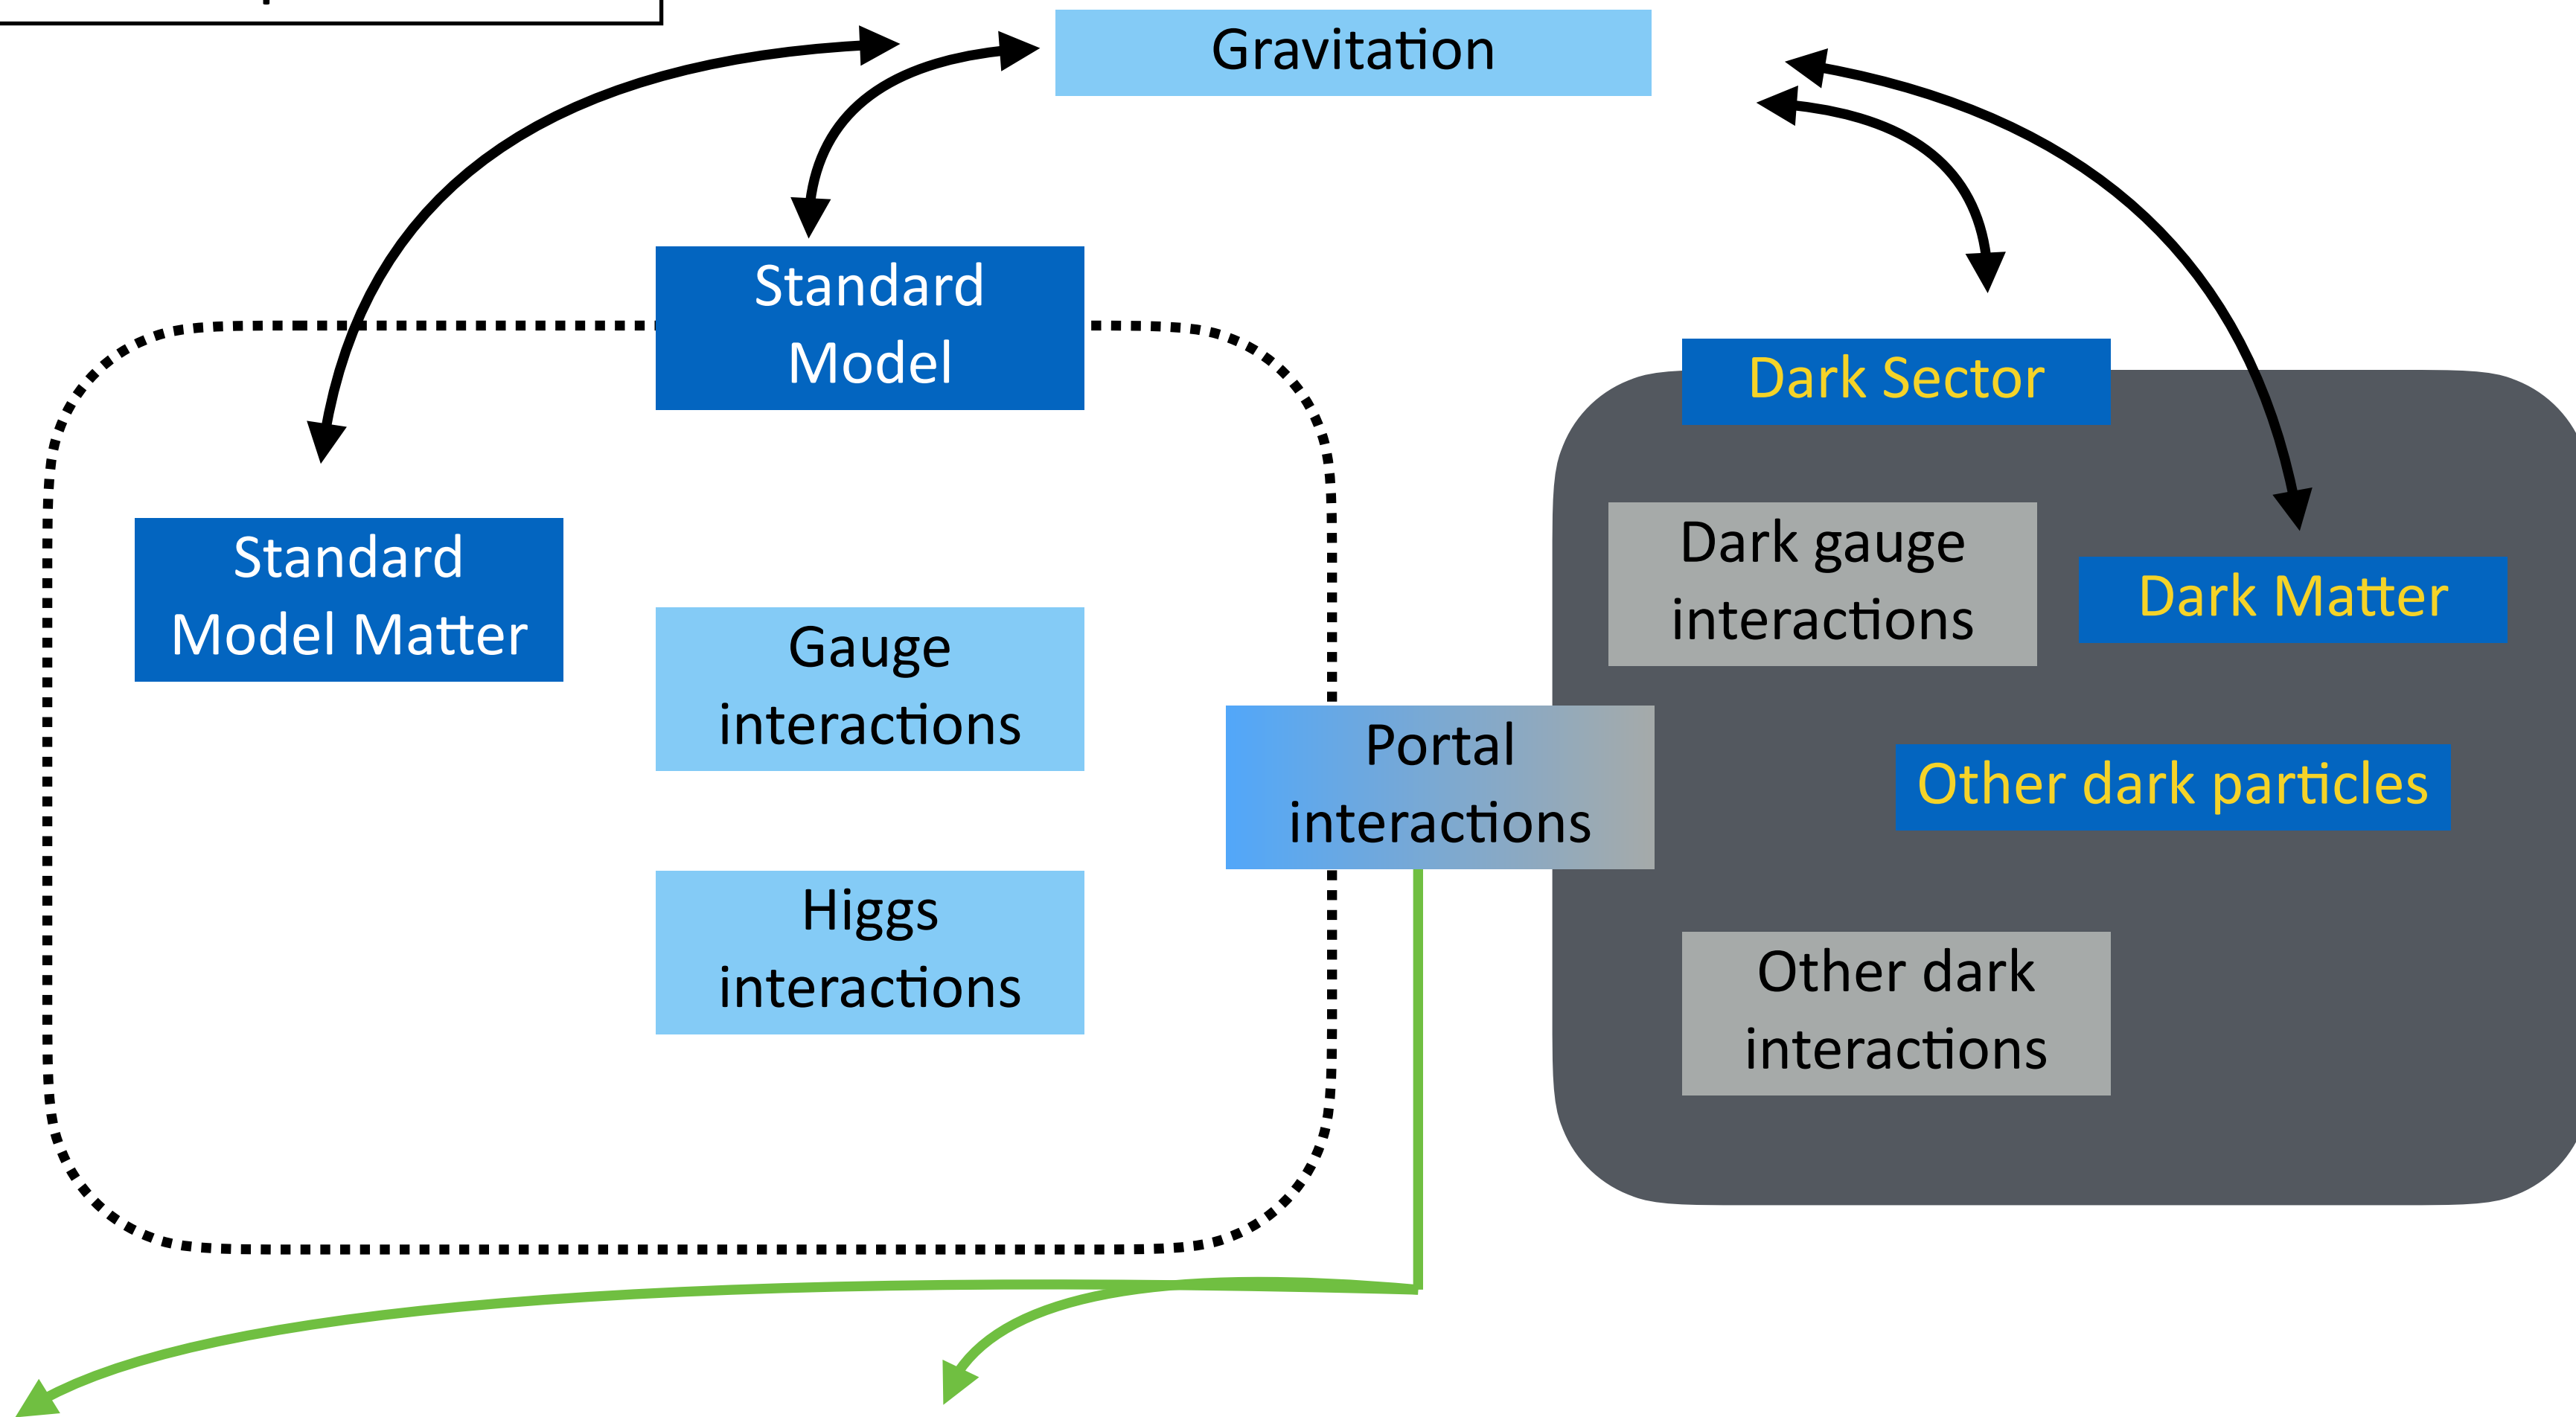 Gravitation
Standard
Model
Dark Sector
Standard
Model Matter
Dark gauge
interactions
Dark Matter
Gauge
interactions
Portal
interactions
Other dark particles
Higgs
interactions
Other dark
interactions